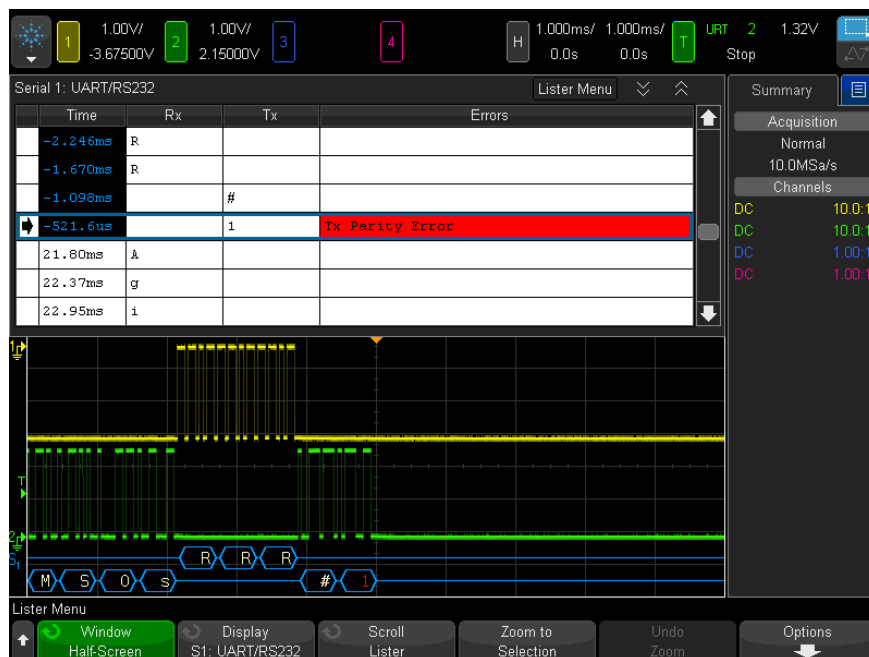 1 1.00V/ 2 1.00V/ 3 4 H 1.000ms/ 1.000ms/ T URT 2 1.32V
-3.67500V 2.15000V 0.0s 0.0s Stop
Serial 1: UART/RS232 Lister Menu Summary
Time Rx Tx Errors
-2.246ms R
-1.670ms R
-1.098ms #
-521.6us 1 Tx Parity Error
21.80ms A
22.37ms g
22.95ms i
Acquisition
Normal
10.0MSa/s
Channels
DC 10.0:1
DC 10.0:1
DC 1.00:1
DC 1.00:1
1
T
2
S1
R R R
M S O s # 1
Lister Menu
Window Display Scroll Zoom to Undo Options
Half-Screen S1: UART/RS232 Lister Selection Zoom